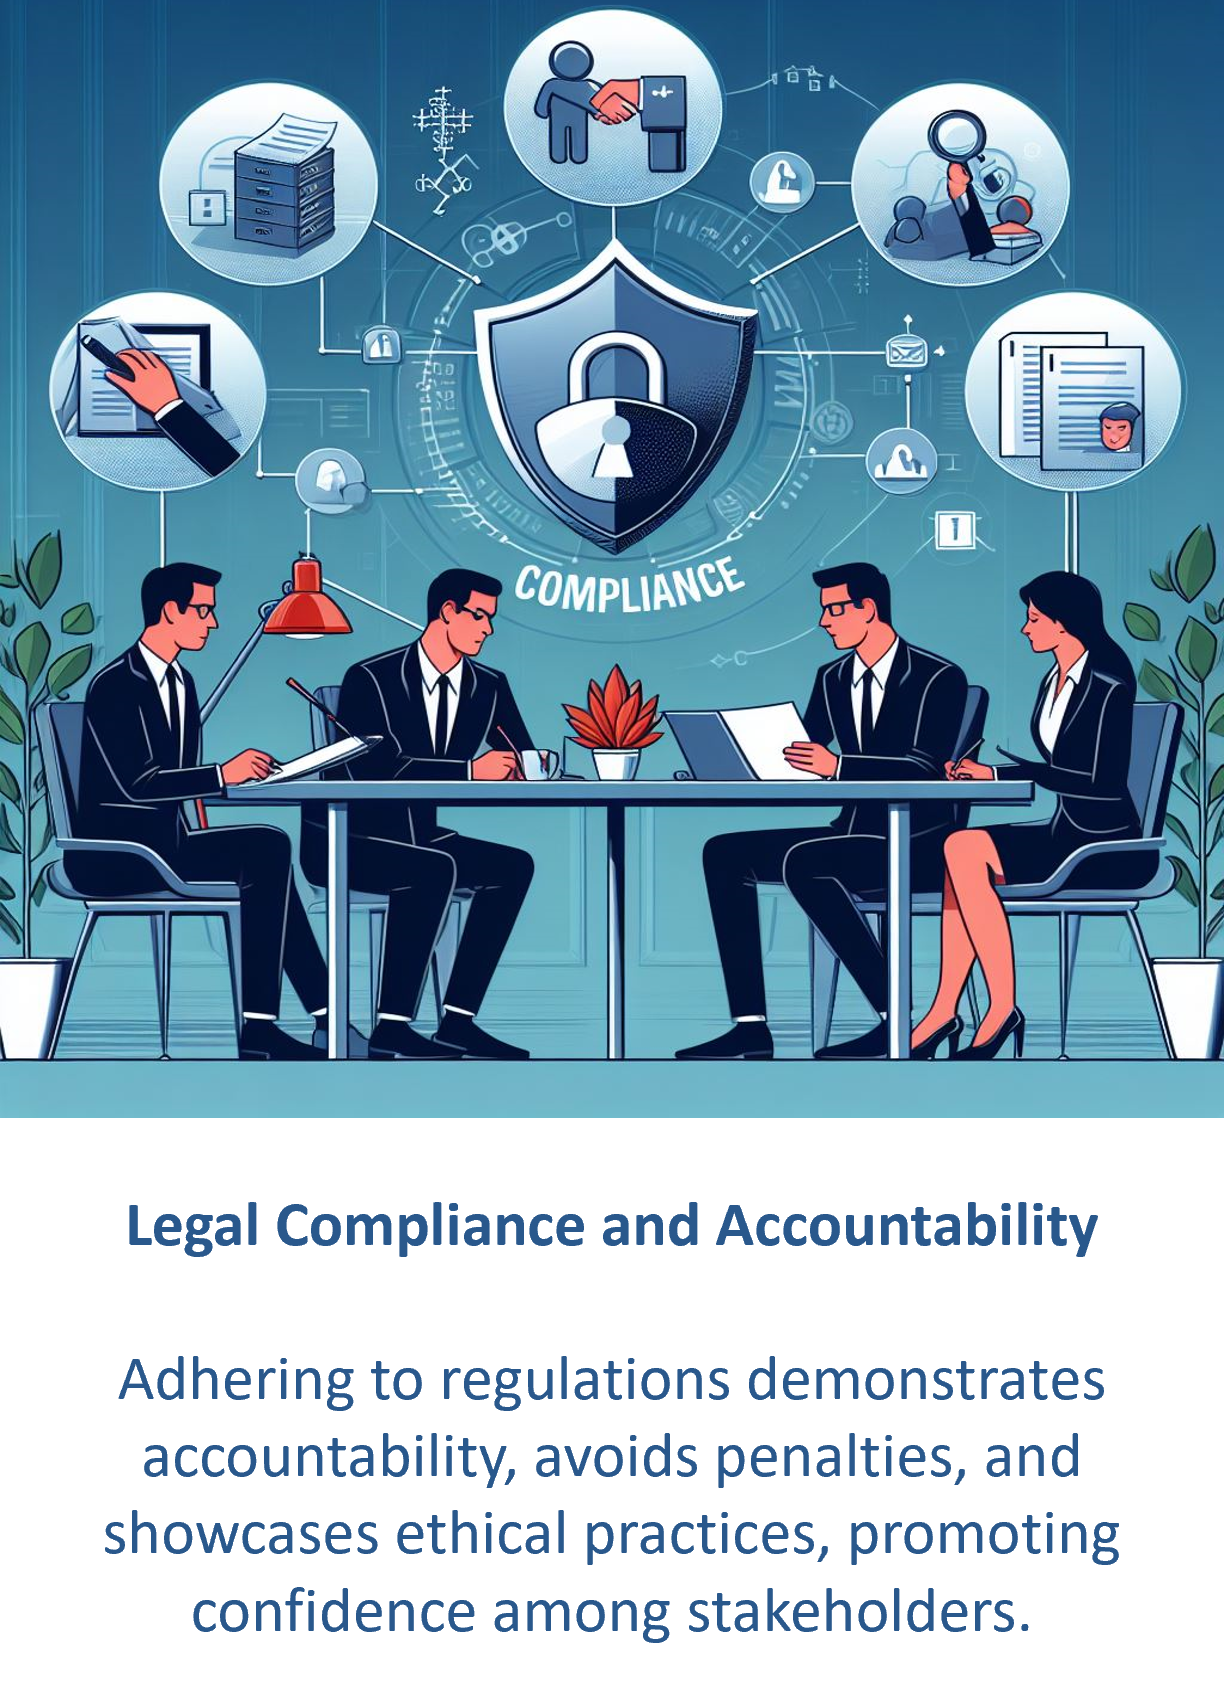 COMPLIANCE
Legal Compliance and Accountability
Adhering to regulations demonstrates
accountability, avoids penalties, and
showcases ethical practices, promoting
confidence among stakeholders.